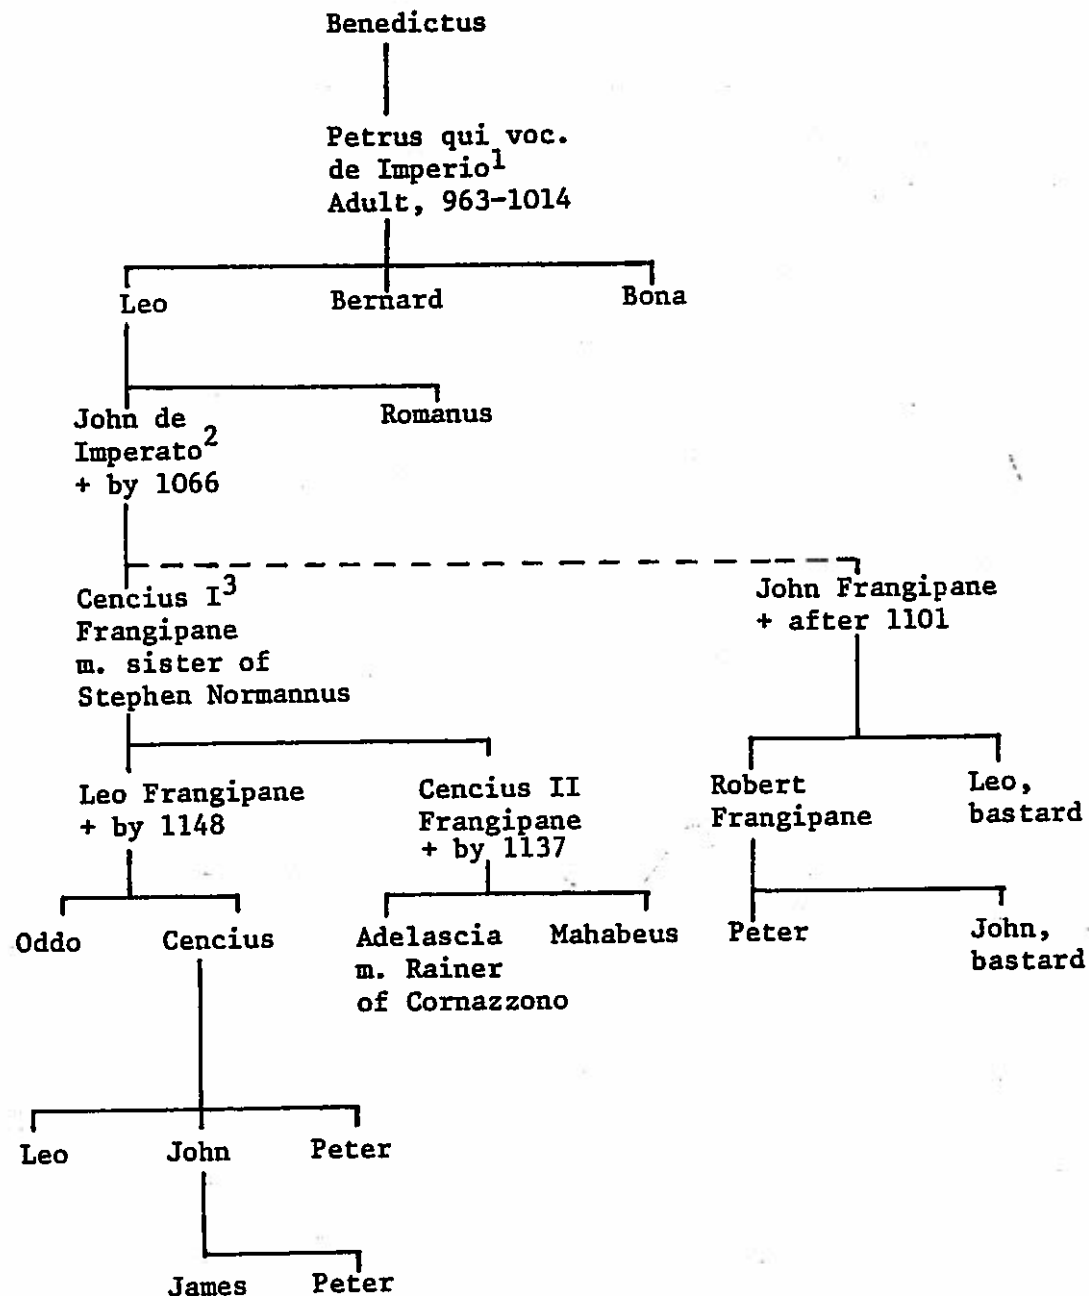 Benedictus
Petrus qui voc.
de Imperio1
Adult, 963-1014
Leo
Bernard
Bona
John de
Imperato2
+ by 1066
Romanus
Cencius I3
Frangipane
m. sister of
Stephen Normannus
John Frangipane
+ after 1101
Leo Frangipane
+ by 1148
Cencius II
Frangipane
+ by 1137
Robert
Frangipane
Leo,
bastard
Oddo
Cencius
Adelascia
m. Rainer
of Cornazzono
Mahabeus
Peter
John,
bastard
Leo
John
Peter
James
Peter